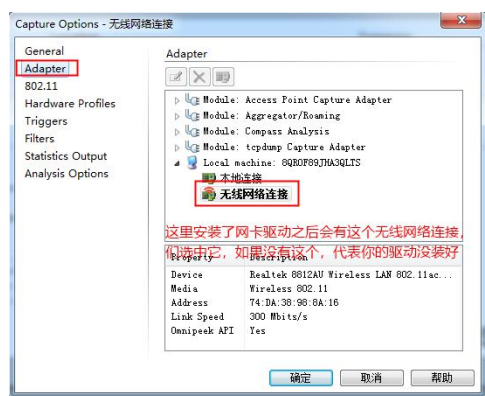 Capture Options - 无线网络连接
General
Adapter
802.11
Hardware Profiles
Triggers
Filters
Statistics Output
Analysis Options
Adapter
Module: Access Point Capture Adapter
Module: Aggregator/Roaming
Module: Compass Analysis
Module: tcpdump Capture Adapter
Local machine: 8QROF89JHA3QLTS
本地连接
无线网络连接
这里安装了网卡驱动之后会有这个无线网络连接,
们选中它，如果没有这个，代表你的驱动没装好
Property Description
Device Realtek 8812AU Wireless LAN 802.11ac...
Media Wireless 802.11
Address 74:DA:38:98:8A:16
Link Speed 300 Mbits/s
Omnipeek API Yes
确定 取消 帮助